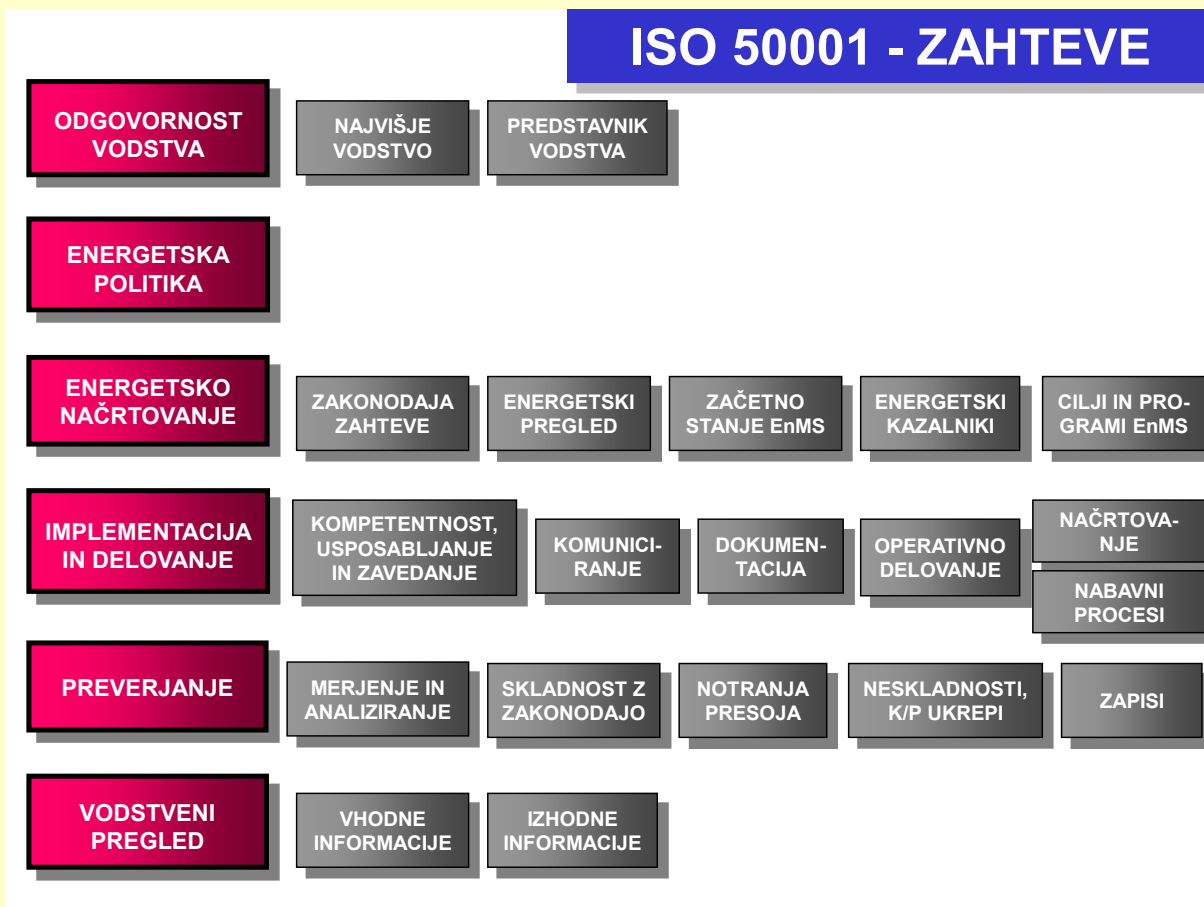 ISO 50001 - ZAHTEVE
ODGOVORNOST
VODSTVA
NAJVIŠJE
VODSTVO
PREDSTAVNIK
VODSTVA
ENERGETSKA
POLITIKA
ENERGETSKO
NAČRTOVANJE
ZAKONODAJA
ZAHTEVE
ENERGETSKI
PREGLED
ZAČETNO
STANJE EnMS
ENERGETSKI
KAZALNIKI
CILJI IN PRO-
GRAMI EnMS
IMPLEMENTACIJA
IN DELOVANJE
KOMPETENTNOST,
USPOSABLJANJE
IN ZAVEDANJE
KOMUNICI-
RANJE
DOKUMEN-
TACIJA
OPERATIVNO
DELOVANJE
NAČRTOVA-
NJE
NABAVNI
PROCESI
PREVERJANJE
MERJENJE IN
ANALIZIRANJE
SKLADNOST Z
ZAKONODAJO
NOTRANJA
PRESOJA
NESKLADNOSTI,
K/P UKREPI
ZAPISI
VODSTVENI
PREGLED
VHODNE
INFORMACIJE
IZHODNE
INFORMACIJE